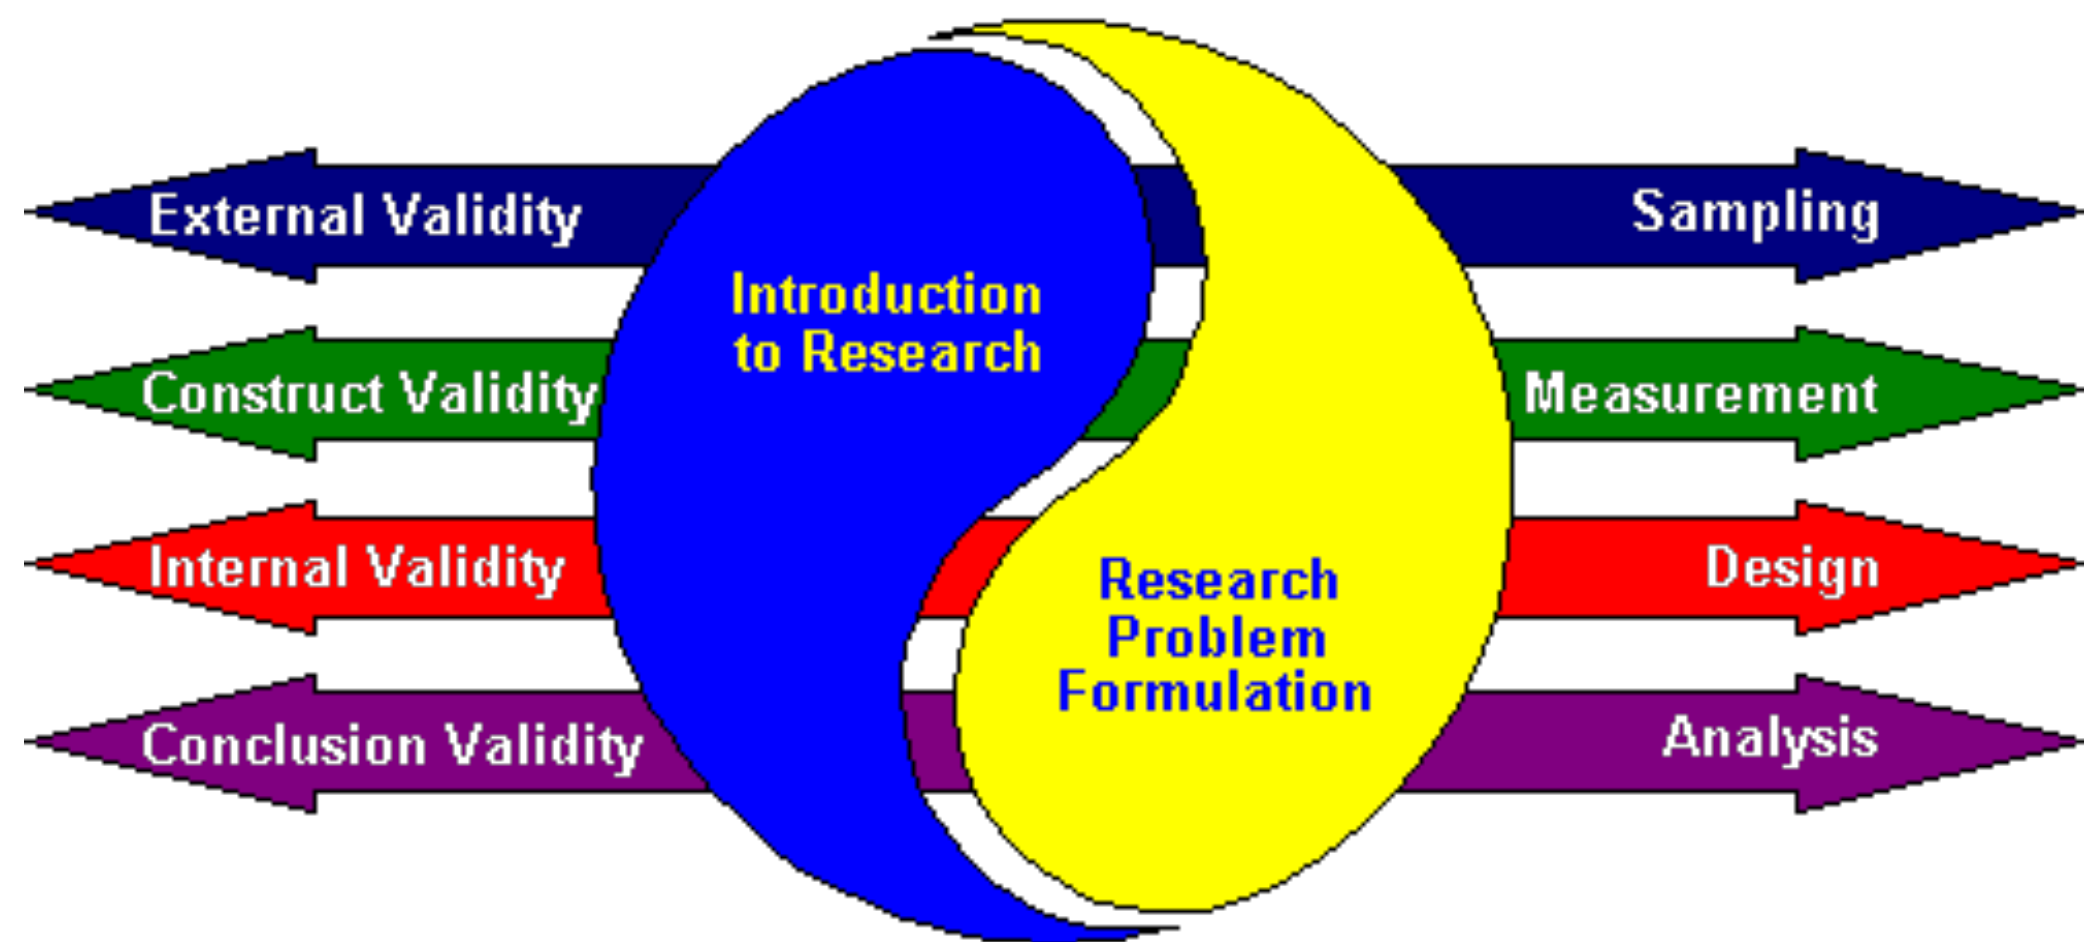 External Validity
Sampling
Introduction
to Research
Construct Validity
Measurement
Internal Validity
Design
Research
Problem
Formulation
Conclusion Validity
Analysis